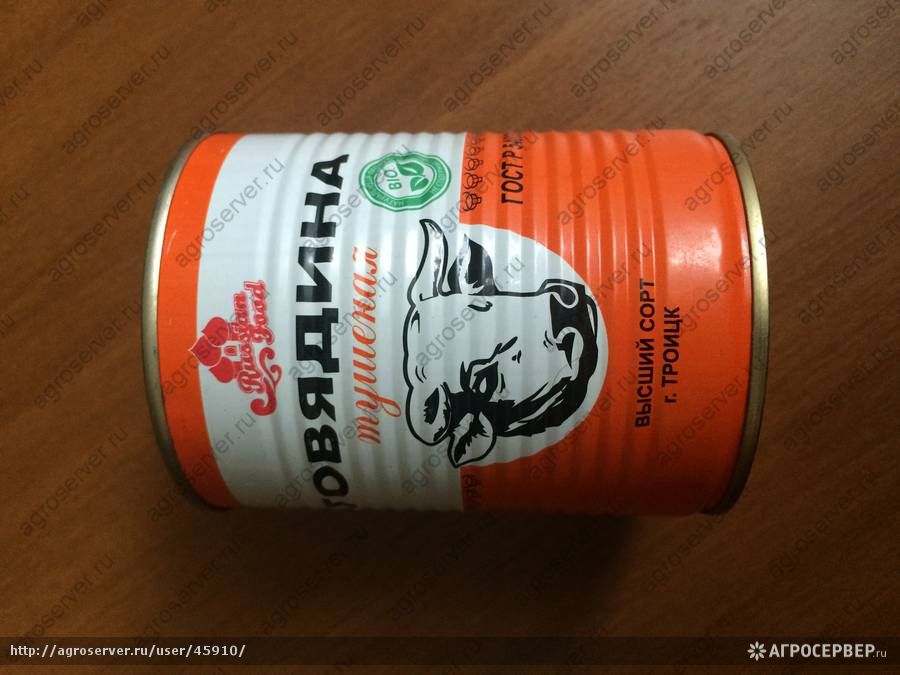 Russian
food
ГОВЯДИНА
тушеная
BIO
ГОСТ Р
ВЫСШИЙ СОРТ
г. ТРОИЦК
http://agroserver.ru/user/45910/
АГРОСЕРВЕР.ru
agroserver.ru